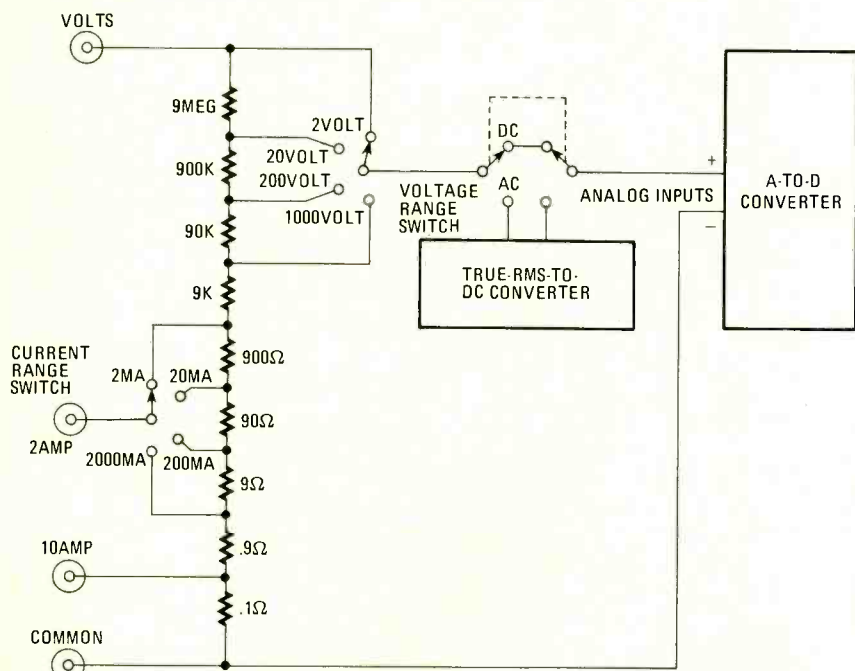 VOLTS
9MEG
2VOLT
20VOLT
900K
200VOLT
1000VOLT
90K
9K
DC
AC
VOLTAGE
RANGE
SWITCH
ANALOG INPUTS
+
−
A-TO-D
CONVERTER
TRUE-RMS-TO-
DC CONVERTER
CURRENT
RANGE
SWITCH
2MA
20MA
900Ω
90Ω
2AMP
2000MA
200MA
9Ω
.9Ω
10AMP
.1Ω
COMMON